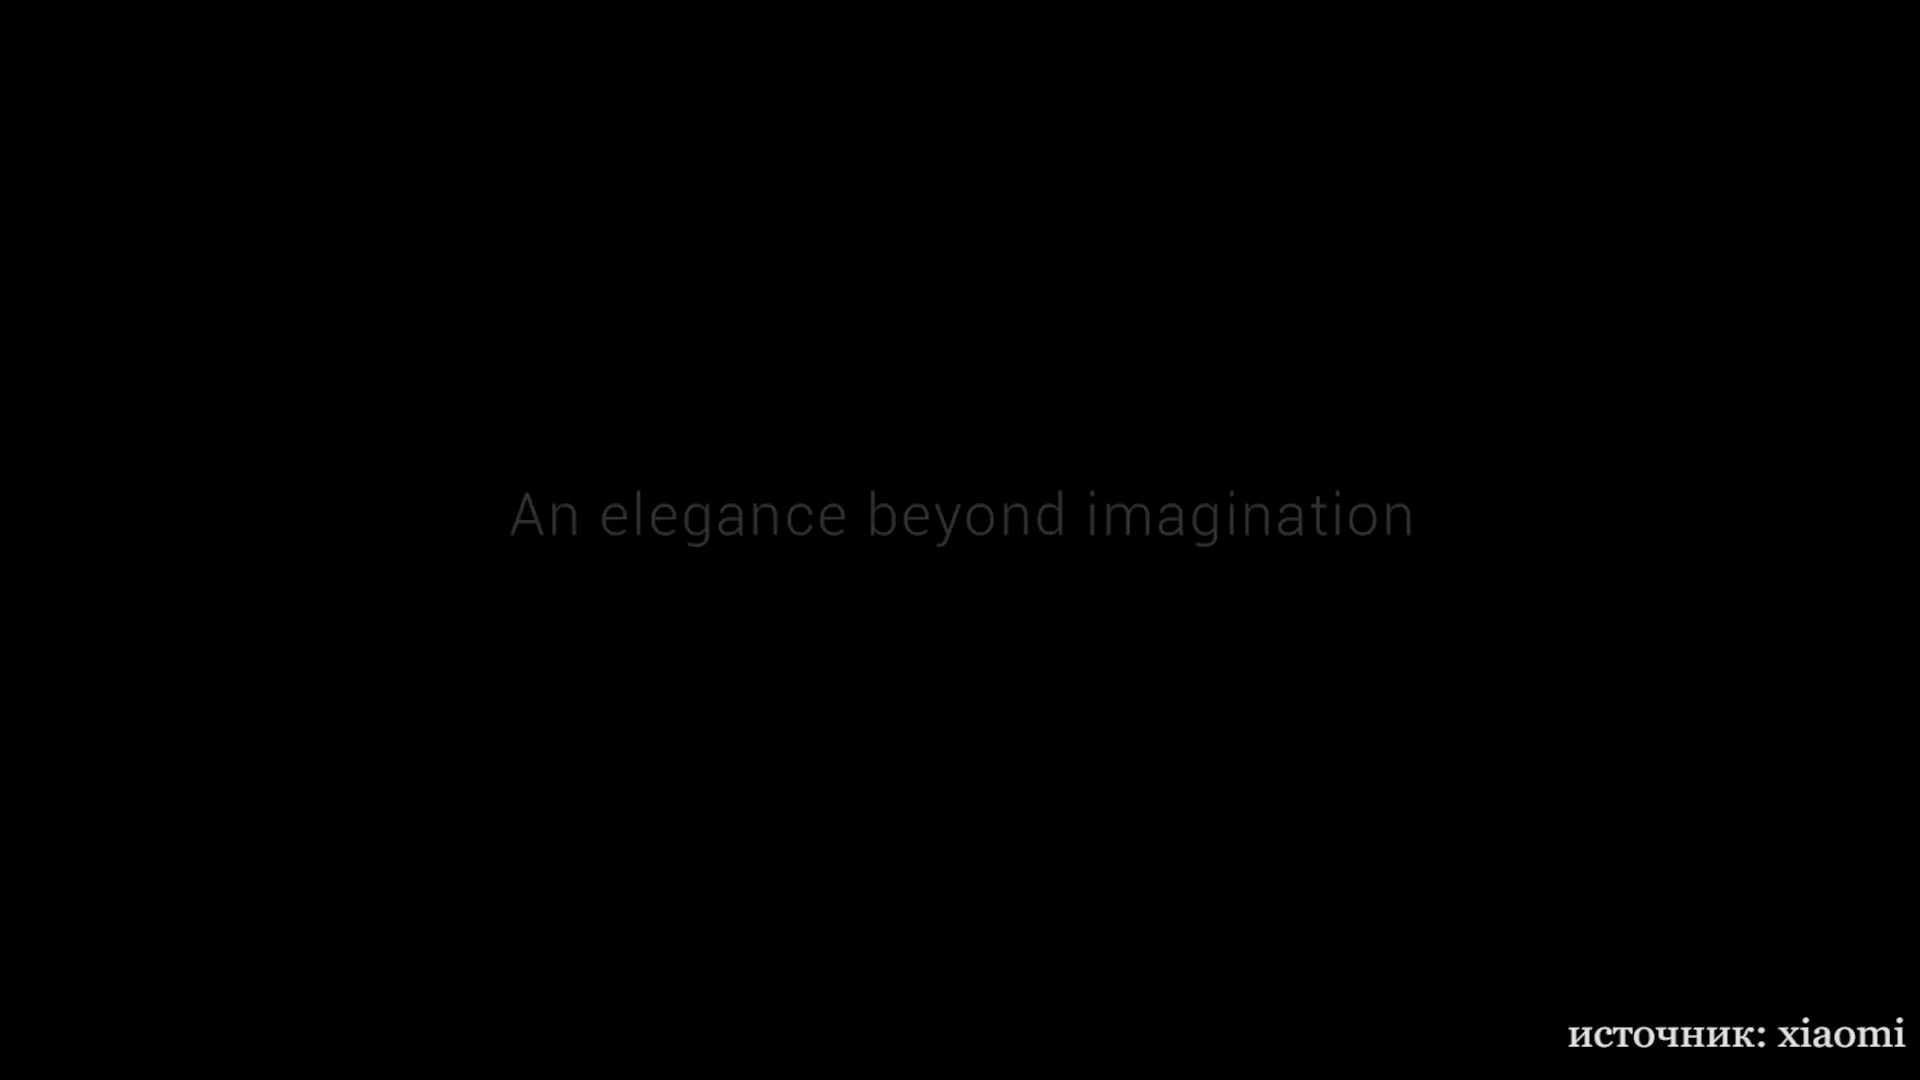 An elegance beyond imagination
источник: xiaomi